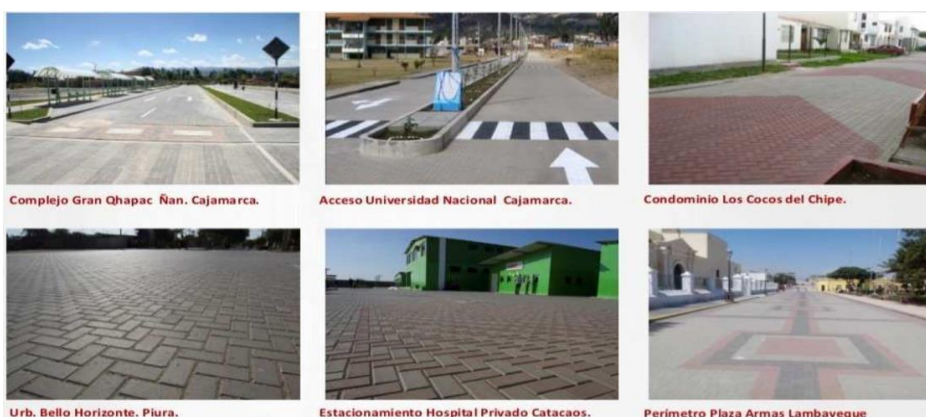 Complejo Gran Qhapac Ñan. Cajamarca.
Acceso Universidad Nacional Cajamarca.
Condominio Los Cocos del Chipe.
Urb. Bello Horizonte. Piura.
Estacionamiento Hospital Privado Catacaos.
Perímetro Plaza Armas Lambayeque